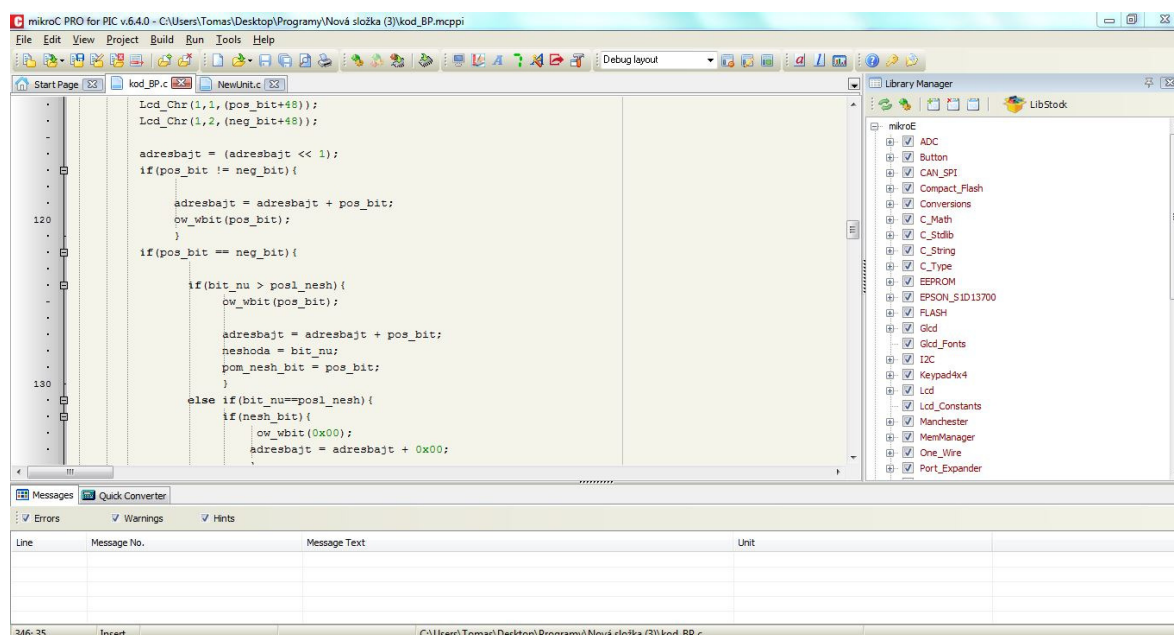 mikroC PRO for PIC v.6.4.0 - C:\Users\Tomas\Desktop\Programy\Nová složka (3)\kod_BP.mcppi
File Edit View Project Build Run Tools Help
Debug layout
Start Page kod_BP.c NewUnit.c
Lcd_Chr(1,1,(pos_bit+48));
Lcd_Chr(1,2,(neg_bit+48));
adresbajt = (adresbajt << 1);
if(pos_bit != neg_bit){
adresbajt = adresbajt + pos_bit;
120 ow_wbit(pos_bit);
}
if(pos_bit == neg_bit){
if(bit_nu > posl_nesh){
ow_wbit(pos_bit);
adresbajt = adresbajt + pos_bit;
neshoda = bit_nu;
pom_nesh_bit = pos_bit;
130 }
else if(bit_nu==posl_nesh){
if(nesh_bit){
ow_wbit(0x00);
adresbajt = adresbajt + 0x00;
Library Manager
LibStock
mikroE
ADC
Button
CAN_SPI
Compact_Flash
Conversions
C_Math
C_Stdlib
C_String
C_Type
EEPROM
EPSON_S1D13700
FLASH
Glcd
Glcd_Fonts
I2C
Keypad4x4
Lcd
Lcd_Constants
Manchester
MemManager
One_Wire
Port_Expander
Messages Quick Converter
Errors Warnings Hints
Line Message No. Message Text Unit
346: 35 Insert C:\Users\Tomas\Desktop\Programy\Nová složka (3)\kod_BP.c